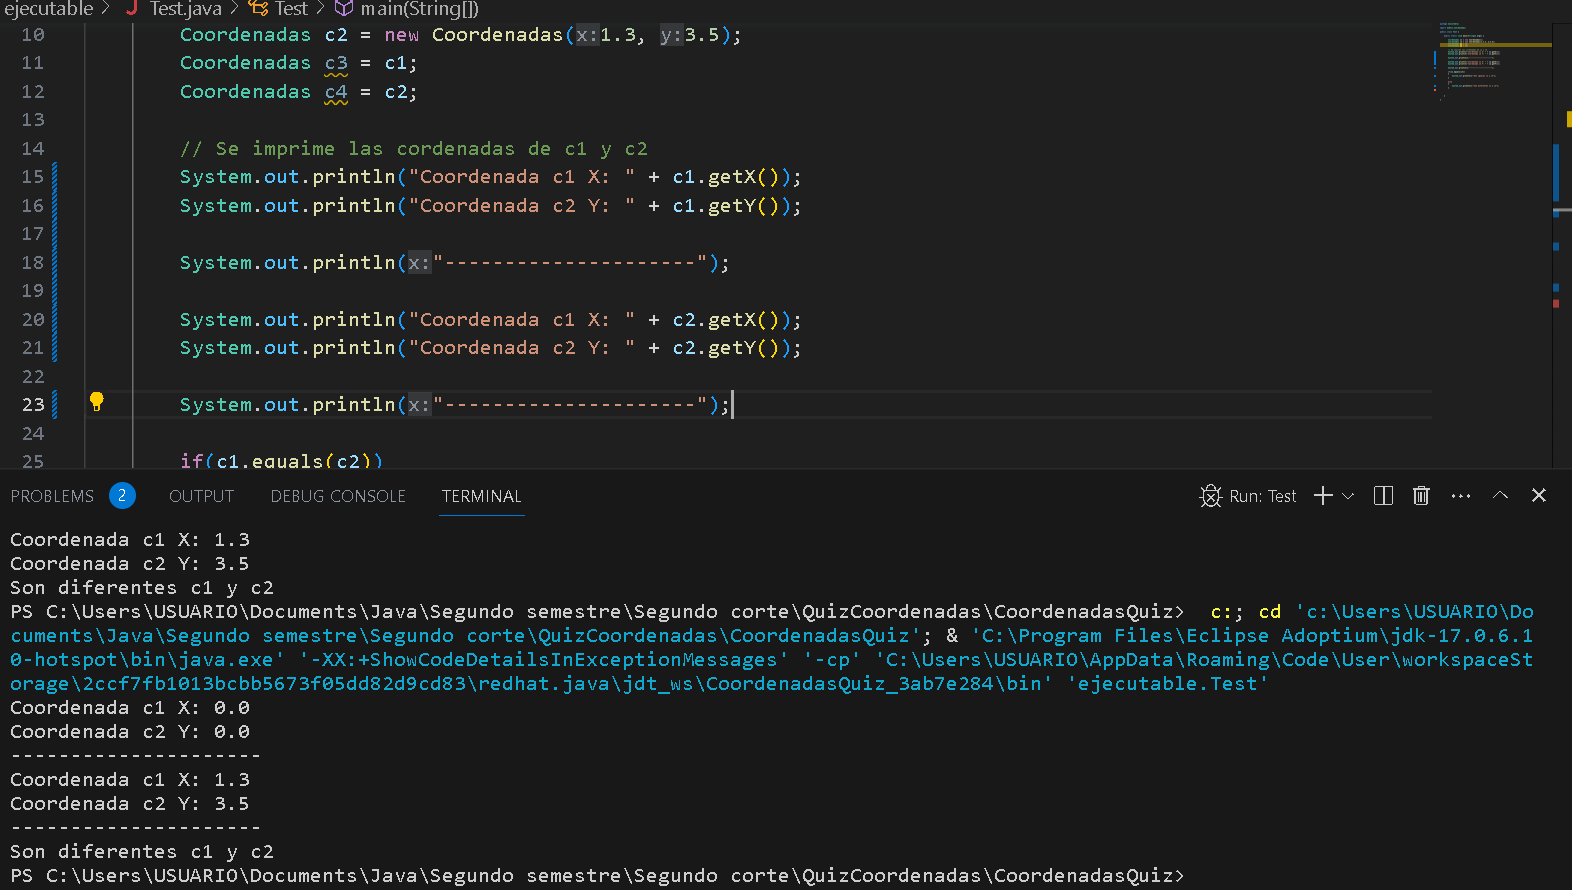 ejecutable > J Test.java > Test > main(String[])
10 Coordenadas c2 = new Coordenadas(x:1.3, y:3.5);
11 Coordenadas c3 = c1;
12 Coordenadas c4 = c2;
13
14 // Se imprime las cordenadas de c1 y c2
15 System.out.println("Coordenada c1 X: " + c1.getX());
16 System.out.println("Coordenada c2 Y: " + c1.getY());
17
18 System.out.println(x:"---------------------");
19
20 System.out.println("Coordenada c1 X: " + c2.getX());
21 System.out.println("Coordenada c2 Y: " + c2.getY());
22
23 System.out.println(x:"---------------------");
24
25 if(c1.equals(c2))
PROBLEMS 2 OUTPUT DEBUG CONSOLE TERMINAL Run: Test
Coordenada c1 X: 1.3
Coordenada c2 Y: 3.5
Son diferentes c1 y c2
PS C:\Users\USUARIO\Documents\Java\Segundo semestre\Segundo corte\QuizCoordenadas\CoordenadasQuiz>  c:; cd 'c:\Users\USUARIO\Do
cuments\Java\Segundo semestre\Segundo corte\QuizCoordenadas\CoordenadasQuiz'; & 'C:\Program Files\Eclipse Adoptium\jdk-17.0.6.1
0-hotspot\bin\java.exe' '-XX:+ShowCodeDetailsInExceptionMessages' '-cp' 'C:\Users\USUARIO\AppData\Roaming\Code\User\workspaceSt
orage\2ccf7fb1013bcbb5673f05dd82d9cd83\redhat.java\jdt_ws\CoordenadasQuiz_3ab7e284\bin' 'ejecutable.Test'
Coordenada c1 X: 0.0
Coordenada c2 Y: 0.0
---------------------
Coordenada c1 X: 1.3
Coordenada c2 Y: 3.5
---------------------
Son diferentes c1 y c2
PS C:\Users\USUARIO\Documents\Java\Segundo semestre\Segundo corte\QuizCoordenadas\CoordenadasQuiz>